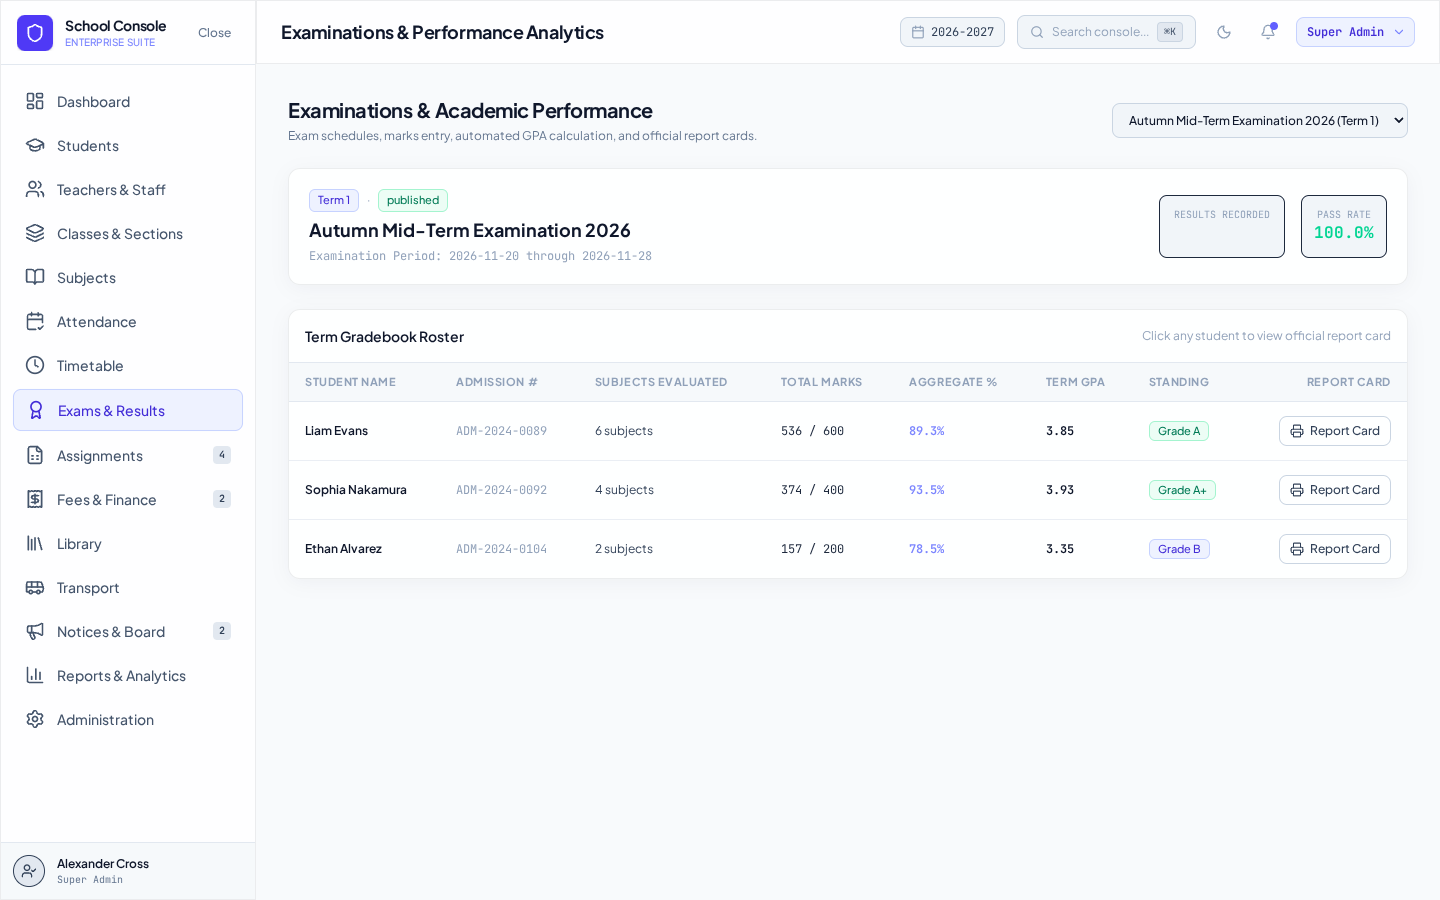 School Console
ENTERPRISE SUITE
Close
Dashboard
Students
Teachers & Staff
Classes & Sections
Subjects
Attendance
Timetable
Exams & Results
Assignments 4
Fees & Finance 2
Library
Transport
Notices & Board 2
Reports & Analytics
Administration
Alexander Cross
Super Admin
Examinations & Performance Analytics
2026-2027
Search console... ⌘K
Super Admin
Examinations & Academic Performance
Exam schedules, marks entry, automated GPA calculation, and official report cards.
Autumn Mid-Term Examination 2026 (Term 1)
Term 1 · published
Autumn Mid-Term Examination 2026
Examination Period: 2026-11-20 through 2026-11-28
RESULTS RECORDED
PASS RATE
100.0%
Term Gradebook Roster
Click any student to view official report card
STUDENT NAME ADMISSION # SUBJECTS EVALUATED TOTAL MARKS AGGREGATE % TERM GPA STANDING REPORT CARD
Liam Evans ADM-2024-0089 6 subjects 536 / 600 89.3% 3.85 Grade A Report Card
Sophia Nakamura ADM-2024-0092 4 subjects 374 / 400 93.5% 3.93 Grade A+ Report Card
Ethan Alvarez ADM-2024-0104 2 subjects 157 / 200 78.5% 3.35 Grade B Report Card